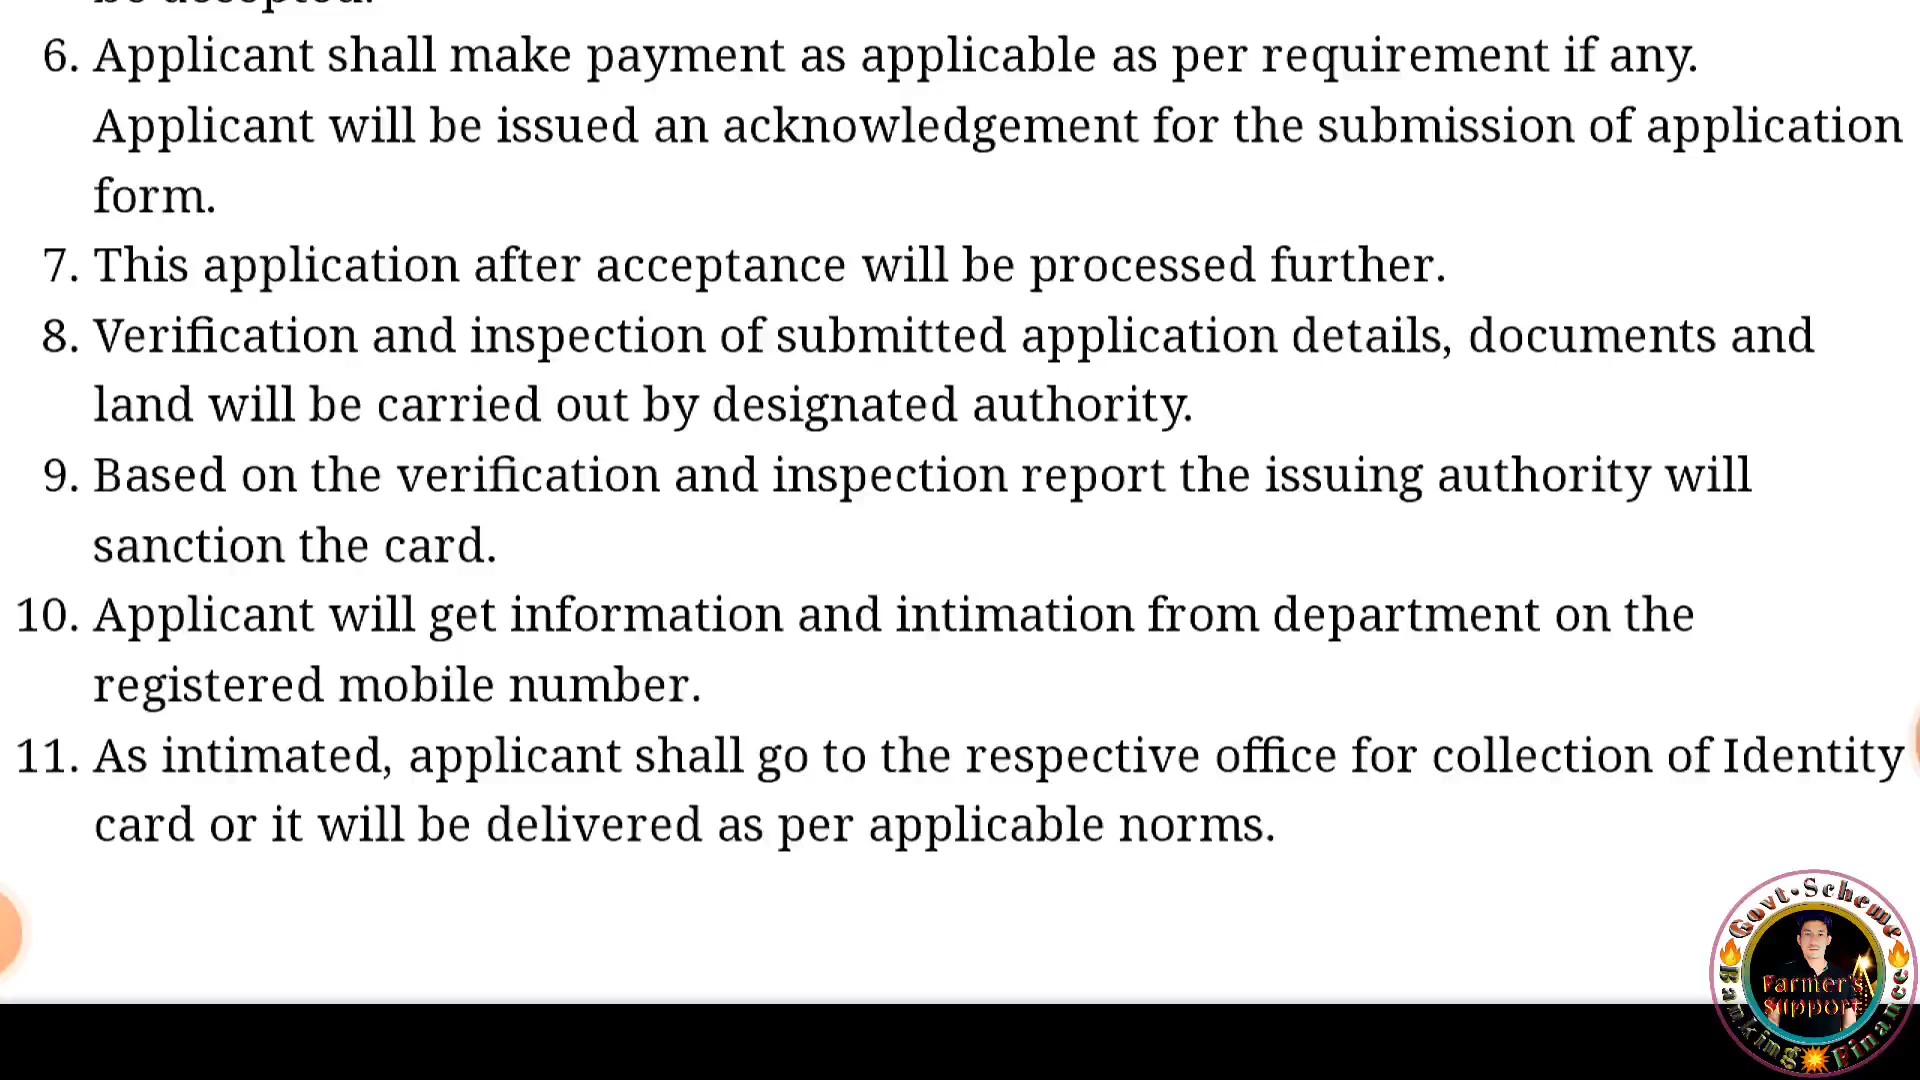 be accepted.
6. Applicant shall make payment as applicable as per requirement if any.
Applicant will be issued an acknowledgement for the submission of application
form.
7. This application after acceptance will be processed further.
8. Verification and inspection of submitted application details, documents and
land will be carried out by designated authority.
9. Based on the verification and inspection report the issuing authority will
sanction the card.
10. Applicant will get information and intimation from department on the
registered mobile number.
11. As intimated, applicant shall go to the respective office for collection of Identity
card or it will be delivered as per applicable norms.
Govt.Scheme
Farmer's
Support
Banking Finance